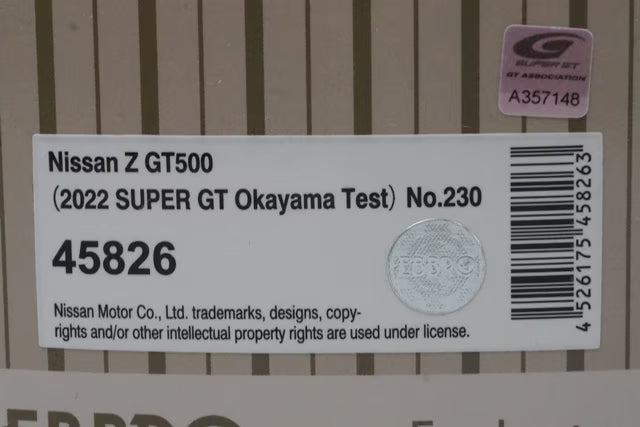 SUPER GT
GT ASSOCIATION
A357148
Nissan Z GT500
(2022 SUPER GT Okayama Test) No.230
45826
EBBRO
Nissan Motor Co., Ltd. trademarks, designs, copy-
rights and/or other intellectual property rights are used under license.
4 526175 458263
EBBRO